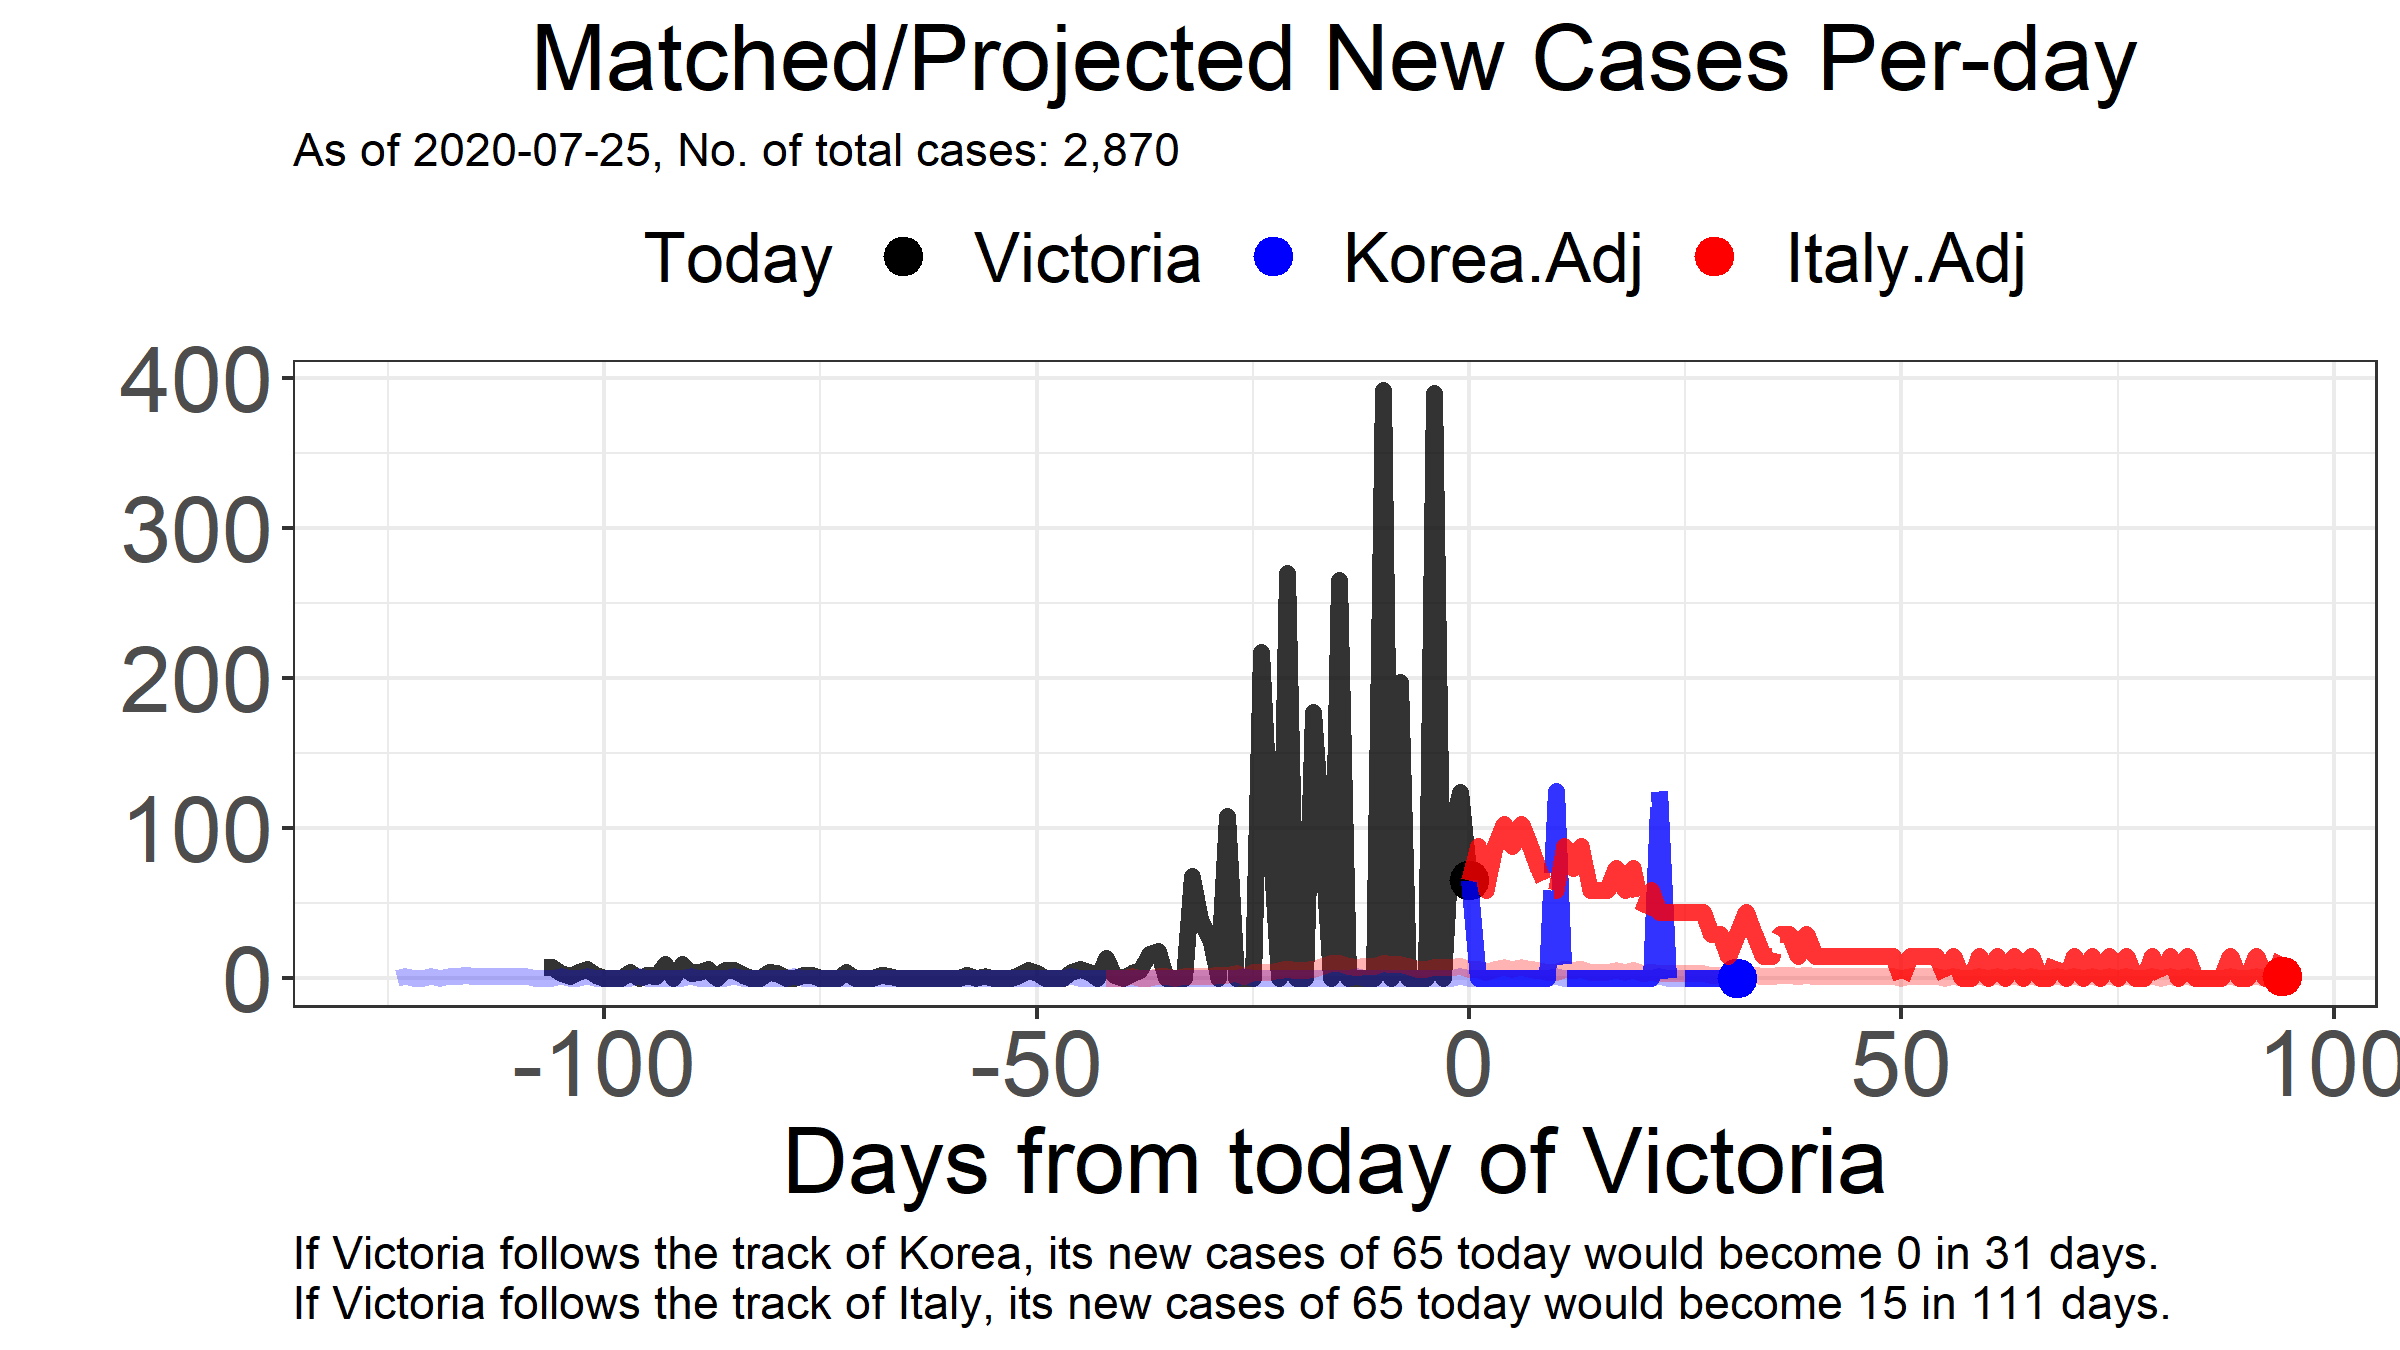 Matched/Projected New Cases Per-day
As of 2020-07-25, No. of total cases: 2,870
Today Victoria Korea.Adj Italy.Adj
400
300
200
100
0
-100 -50 0 50 100
Days from today of Victoria
If Victoria follows the track of Korea, its new cases of 65 today would become 0 in 31 days.
If Victoria follows the track of Italy, its new cases of 65 today would become 15 in 111 days.